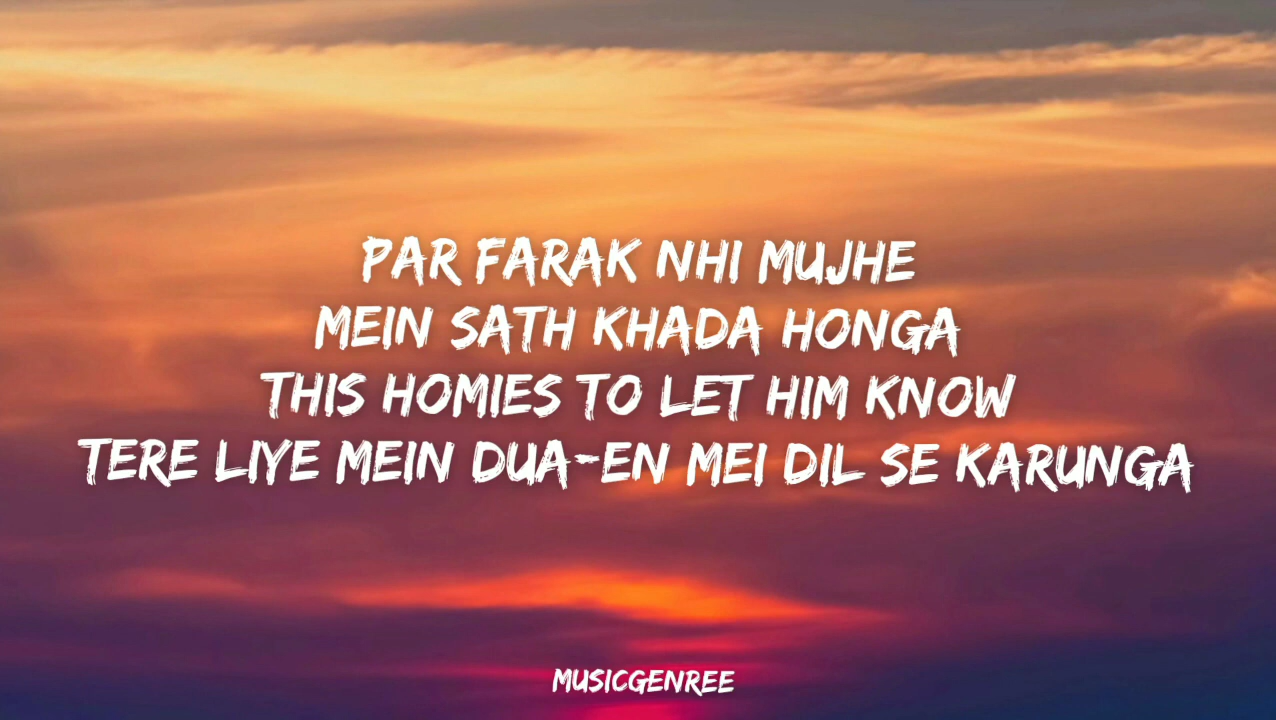 PAR FARAK NHI MUJHE
MEIN SATH KHADA HONGA
THIS HOMIES TO LET HIM KNOW
TERE LIYE MEIN DUA-EN MEI DIL SE KARUNGA
MUSICGENREE